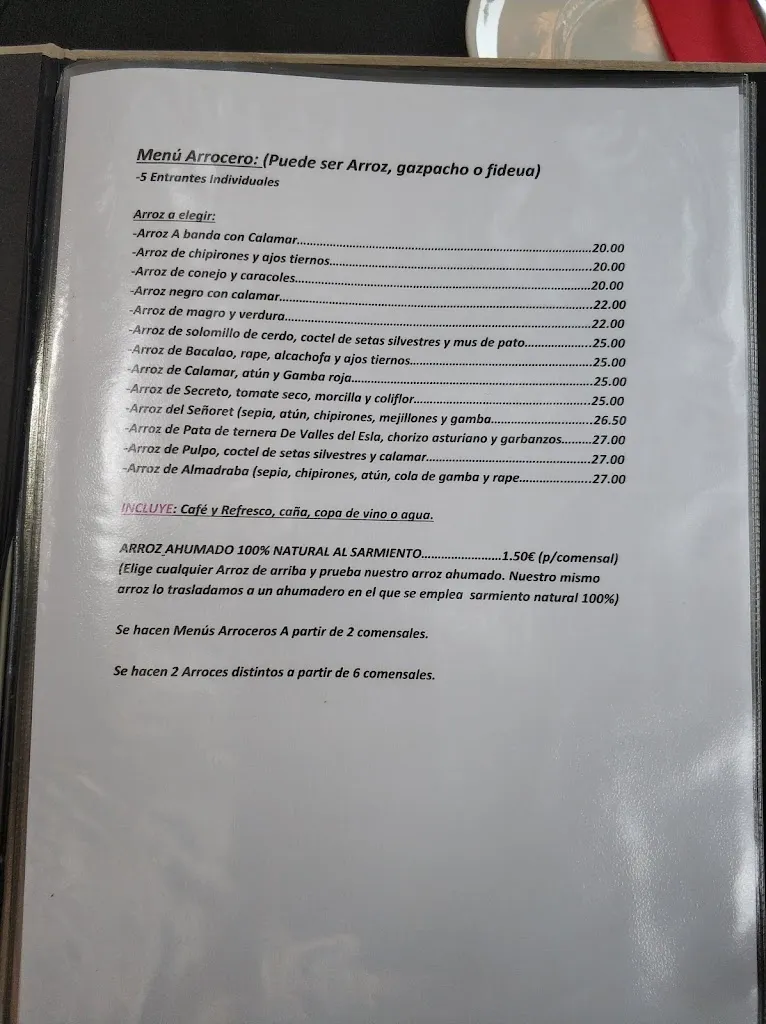 Menú Arrocero: (Puede ser Arroz, gazpacho o fideua)
-5 Entrantes Individuales
Arroz a elegir:
-Arroz A banda con Calamar....................20.00
-Arroz de chipirones y ajos tiernos....................20.00
-Arroz de conejo y caracoles....................20.00
-Arroz negro con calamar....................22.00
-Arroz de magro y verdura....................22.00
-Arroz de solomillo de cerdo, coctel de setas silvestres y mus de pato....................25.00
-Arroz de Bacalao, rape, alcachofa y ajos tiernos....................25.00
-Arroz de Calamar, atún y Gamba roja....................25.00
-Arroz de Secreto, tomate seco, morcilla y coliflor....................25.00
-Arroz del Señoret (sepia, atún, chipirones, mejillones y gamba....................26.50
-Arroz de Pata de ternera De Valles del Esla, chorizo asturiano y garbanzos.........27.00
-Arroz de Pulpo, coctel de setas silvestres y calamar....................27.00
-Arroz de Almadraba (sepia, chipirones, atún, cola de gamba y rape....................27.00
INCLUYE: Café y Refresco, caña, copa de vino o agua.
ARROZ AHUMADO 100% NATURAL AL SARMIENTO........................1.50€ (p/comensal)
(Elige cualquier Arroz de arriba y prueba nuestro arroz ahumado. Nuestro mismo
arroz lo trasladamos a un ahumadero en el que se emplea sarmiento natural 100%)
Se hacen Menús Arroceros A partir de 2 comensales.
Se hacen 2 Arroces distintos a partir de 6 comensales.